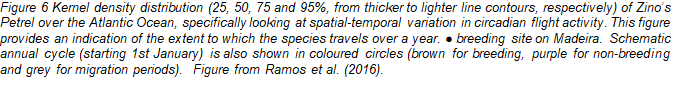 Figure 6 Kernel density distribution (25, 50, 75 and 95%, from thicker to lighter line contours, respectively) of Zino's
Petrel over the Atlantic Ocean, specifically looking at spatial-temporal variation in circadian flight activity. This figure
provides an indication of the extent to which the species travels over a year. ● breeding site on Madeira. Schematic
annual cycle (starting 1st January) is also shown in coloured circles (brown for breeding, purple for non-breeding
and grey for migration periods). Figure from Ramos et al. (2016).